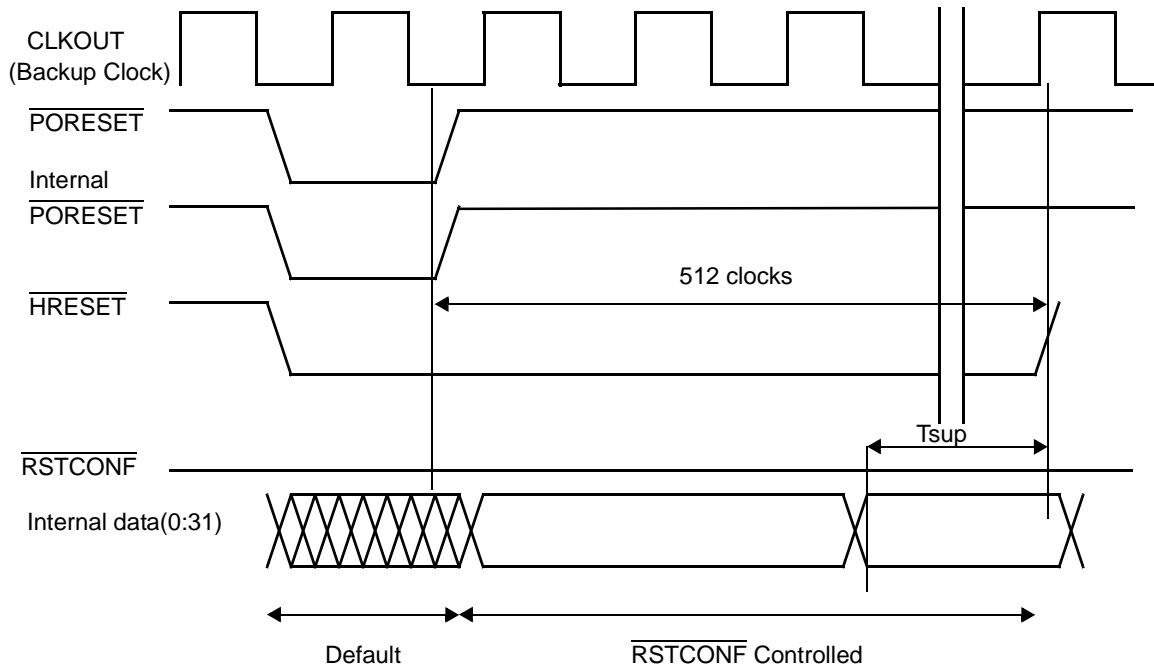 CLKOUT
(Backup Clock)
PORESET
Internal
PORESET
512 clocks
HRESET
Tsup
RSTCONF
Internal data(0:31)
Default
RSTCONF Controlled